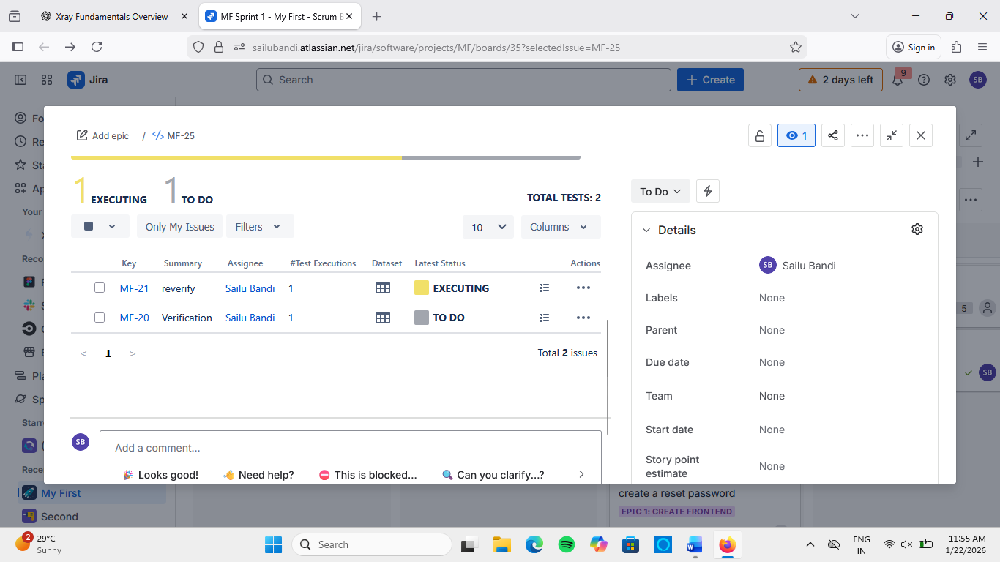 Xray Fundamentals Overview
MF Sprint 1 - My First - Scrum B
sailubandi.atlassian.net/jira/software/projects/MF/boards/35?selectedIssue=MF-25
Sign in
Jira
Search
Create
2 days left
9
SB
Add epic / MF-25
1
1 EXECUTING 1 TO DO
TOTAL TESTS: 2
Only My Issues
Filters
10
Columns
Key Summary Assignee #Test Executions Dataset Latest Status Actions
MF-21 reverify Sailu Bandi 1 EXECUTING
MF-20 Verification Sailu Bandi 1 TO DO
< 1 >
Total 2 issues
SB
Add a comment...
Looks good! Need help? This is blocked... Can you clarify...?
To Do
Details
Assignee SB Sailu Bandi
Labels None
Parent None
Due date None
Team None
Start date None
Story point
estimate
None
Fo
Re
Sta
Ap
Your
Reco
Pla
Sp
Starre
Rece
My First
Second
5
SB
create a reset password
EPIC 1: CREATE FRONTEND
2
29°C
Sunny
Search
ENG
IN
11:55 AM
1/22/2026